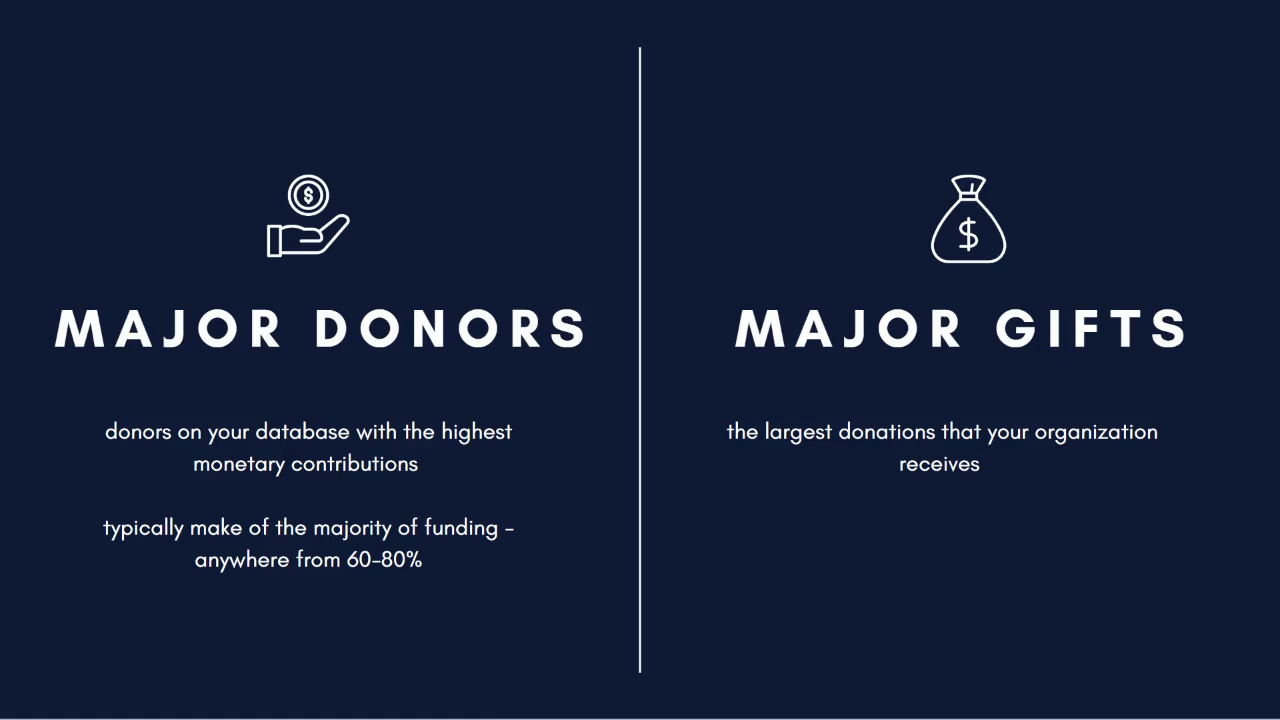 MAJOR DONORS
donors on your database with the highest
monetary contributions
typically make of the majority of funding -
anywhere from 60-80%
MAJOR GIFTS
the largest donations that your organization
receives